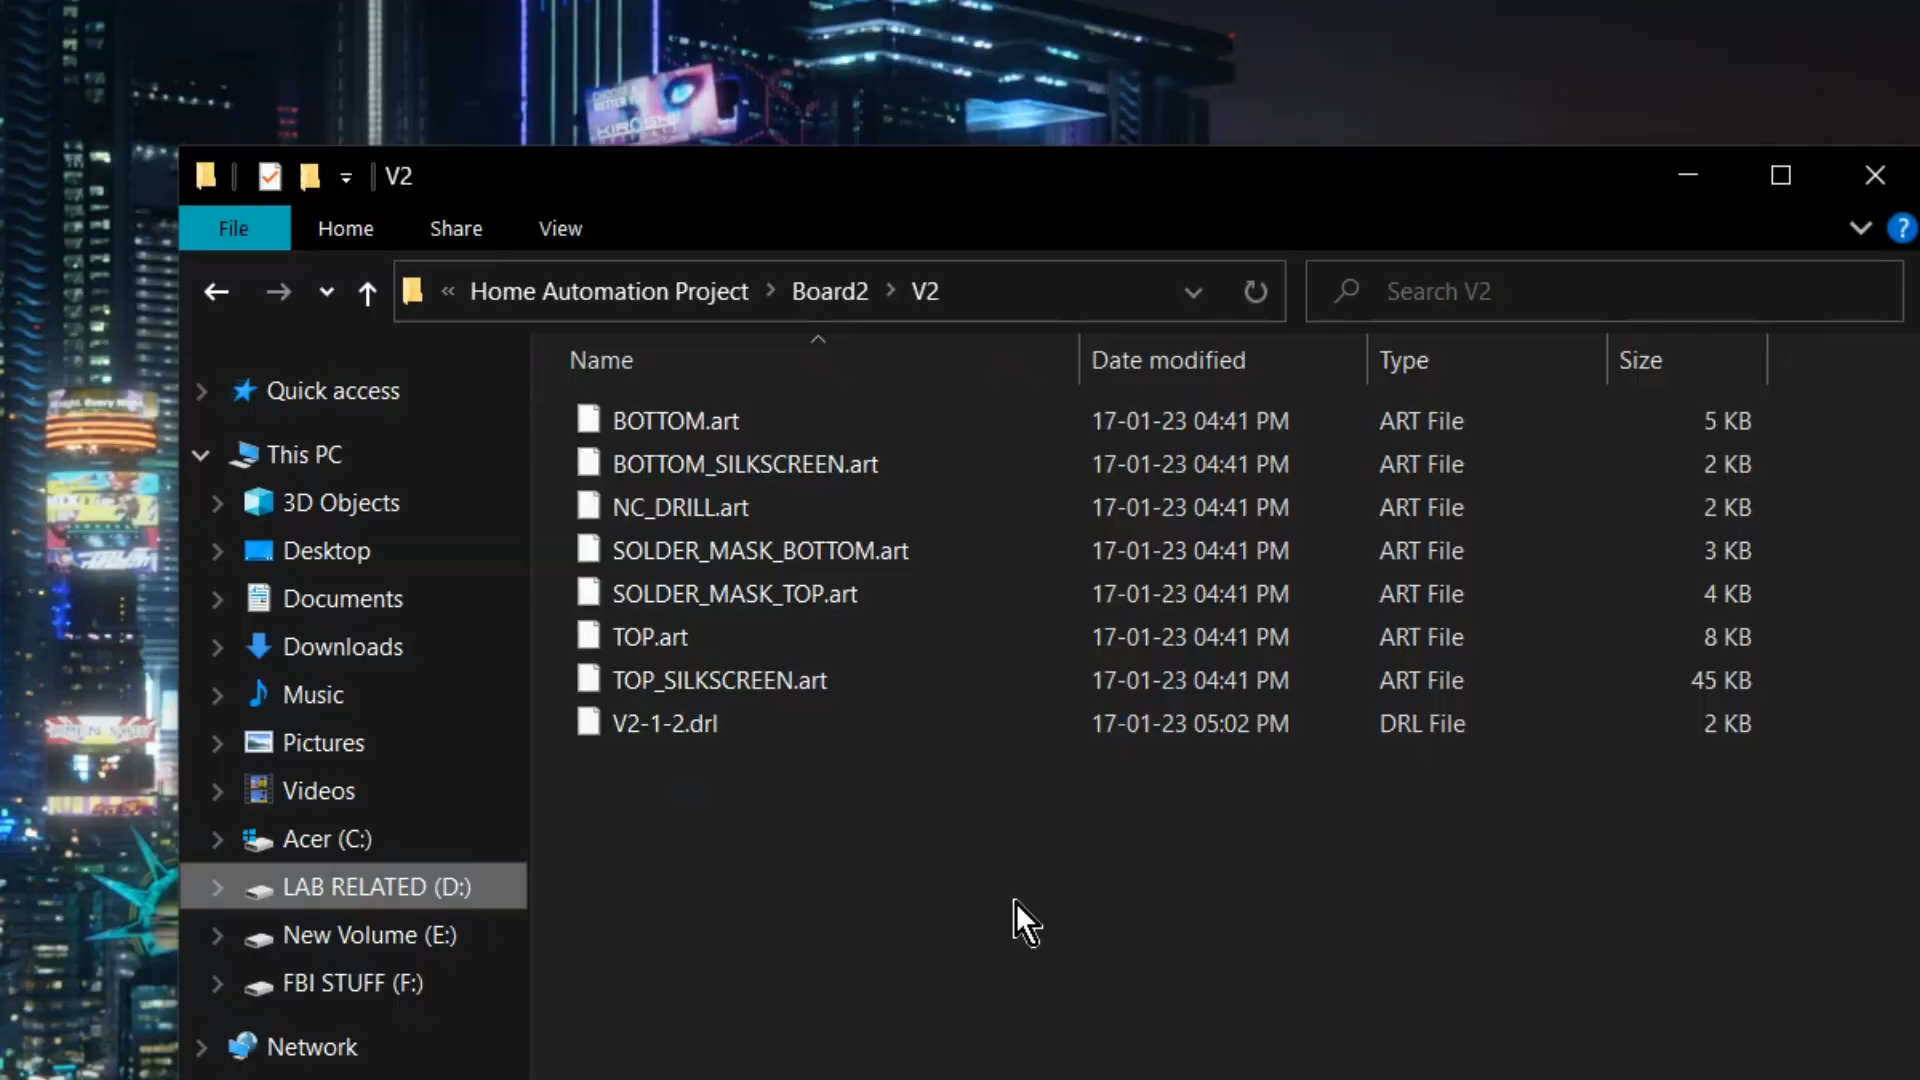 V2
File Home Share View
?
« Home Automation Project > Board2 > V2
Search V2
Name Date modified Type Size
Quick access
This PC
3D Objects
Desktop
Documents
Downloads
Music
Pictures
Videos
Acer (C:)
LAB RELATED (D:)
New Volume (E:)
FBI STUFF (F:)
Network
BOTTOM.art 17-01-23 04:41 PM ART File 5 KB
BOTTOM_SILKSCREEN.art 17-01-23 04:41 PM ART File 2 KB
NC_DRILL.art 17-01-23 04:41 PM ART File 2 KB
SOLDER_MASK_BOTTOM.art 17-01-23 04:41 PM ART File 3 KB
SOLDER_MASK_TOP.art 17-01-23 04:41 PM ART File 4 KB
TOP.art 17-01-23 04:41 PM ART File 8 KB
TOP_SILKSCREEN.art 17-01-23 04:41 PM ART File 45 KB
V2-1-2.drl 17-01-23 05:02 PM DRL File 2 KB